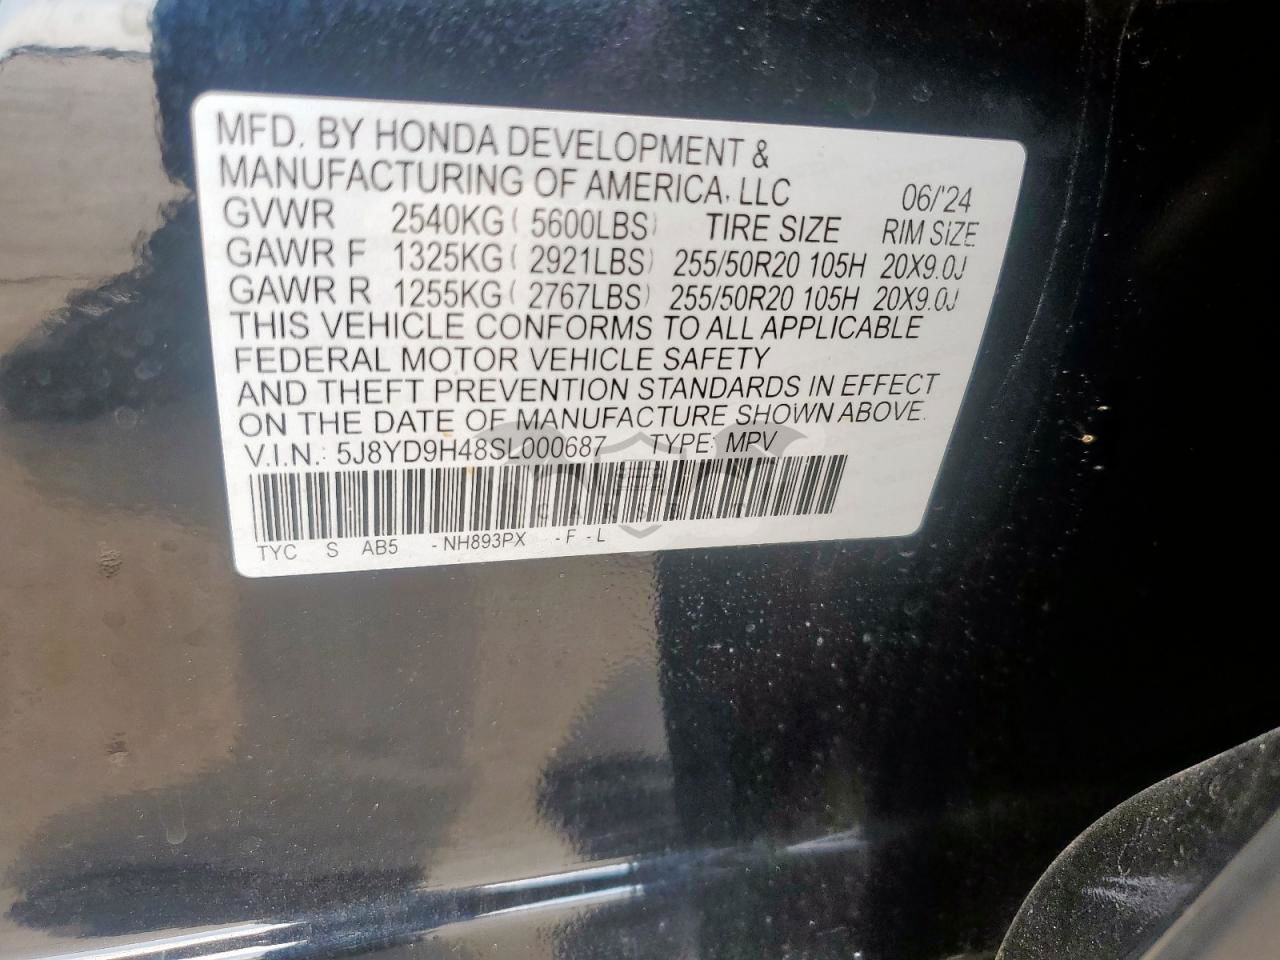 MFD. BY HONDA DEVELOPMENT &
MANUFACTURING OF AMERICA, LLC 06/'24
GVWR 2540KG ( 5600LBS) TIRE SIZE RIM SIZE
GAWR F 1325KG ( 2921LBS) 255/50R20 105H 20X9.0J
GAWR R 1255KG ( 2767LBS) 255/50R20 105H 20X9.0J
THIS VEHICLE CONFORMS TO ALL APPLICABLE
FEDERAL MOTOR VEHICLE SAFETY
AND THEFT PREVENTION STANDARDS IN EFFECT
ON THE DATE OF MANUFACTURE SHOWN ABOVE.
V.I.N.: 5J8YD9H48SL000687 TYPE: MPV
TYC S AB5 -NH893PX -F -L